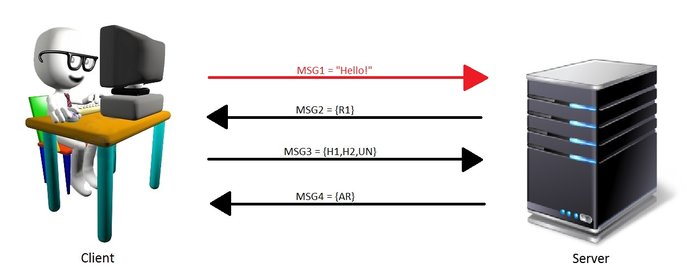 MSG1 = "Hello!"
MSG2 = {R1}
MSG3 = {H1,H2,UN}
MSG4 = {AR}
Client
Server